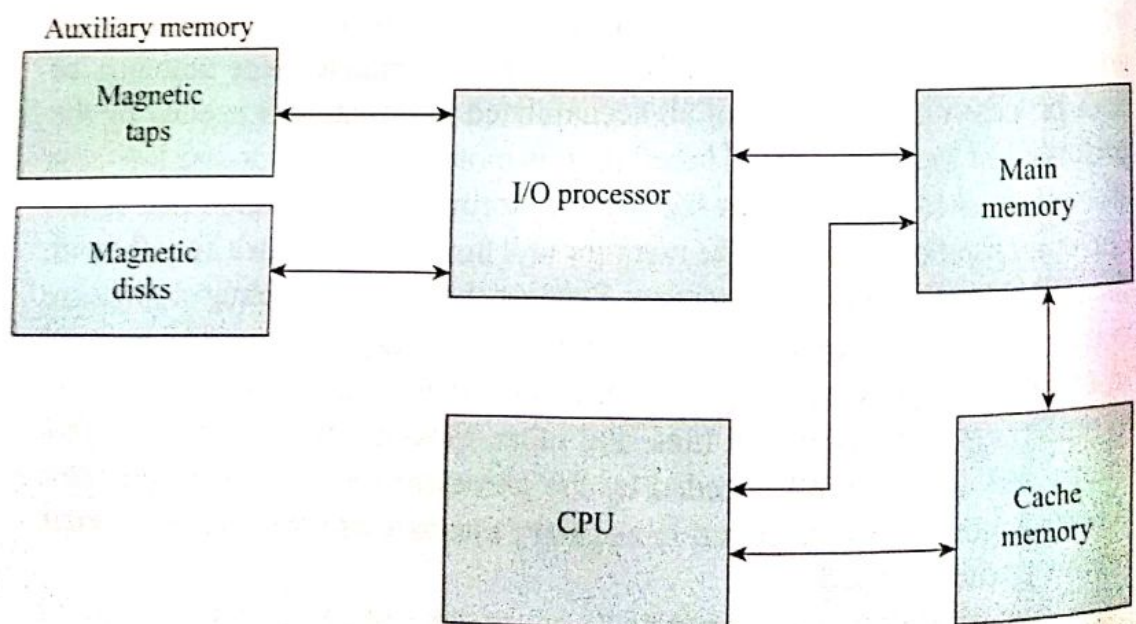 Auxiliary memory
Magnetic
taps
I/O processor
Main
memory
Magnetic
disks
CPU
Cache
memory